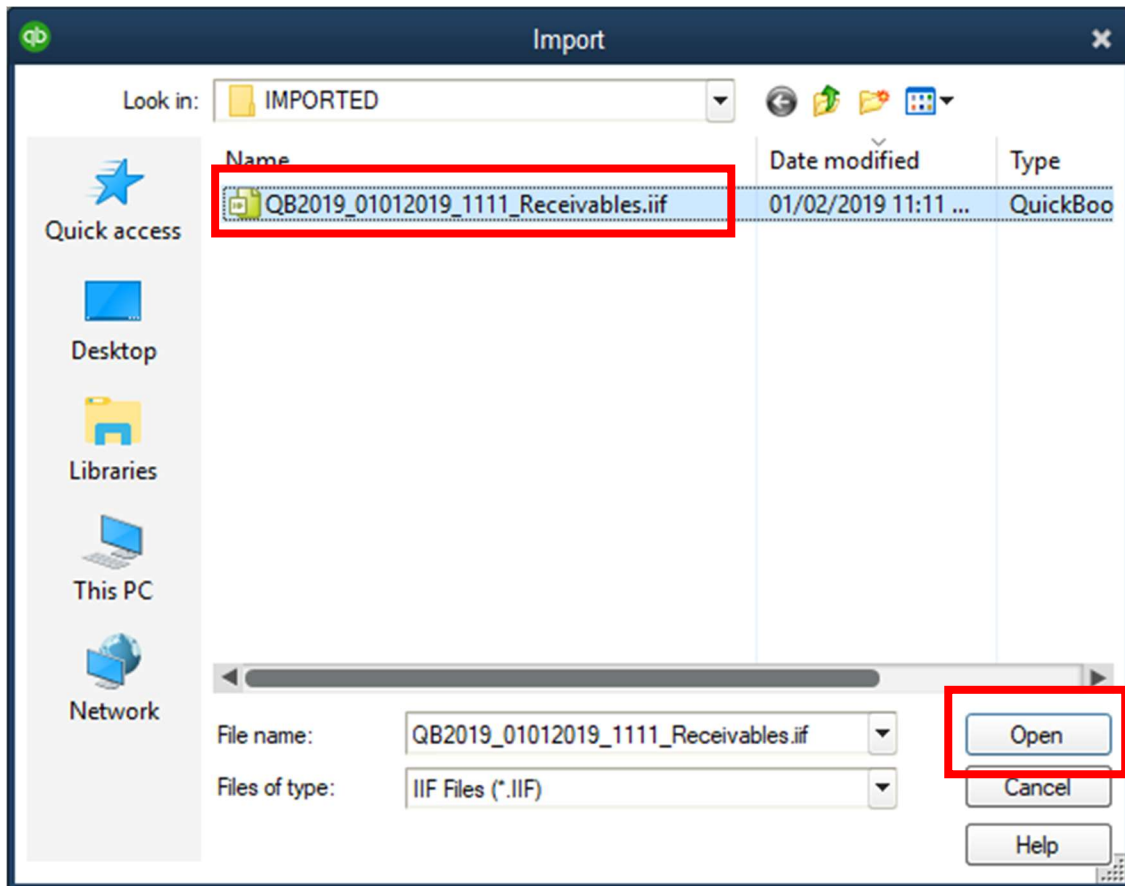 qb
Import
Look in: IMPORTED
Name Date modified Type
QB2019_01012019_1111_Receivables.iif 01/02/2019 11:11 ... QuickBoo
Quick access
Desktop
Libraries
This PC
Network
File name: QB2019_01012019_1111_Receivables.iif Open
Files of type: IIF Files (*.IIF) Cancel
Help